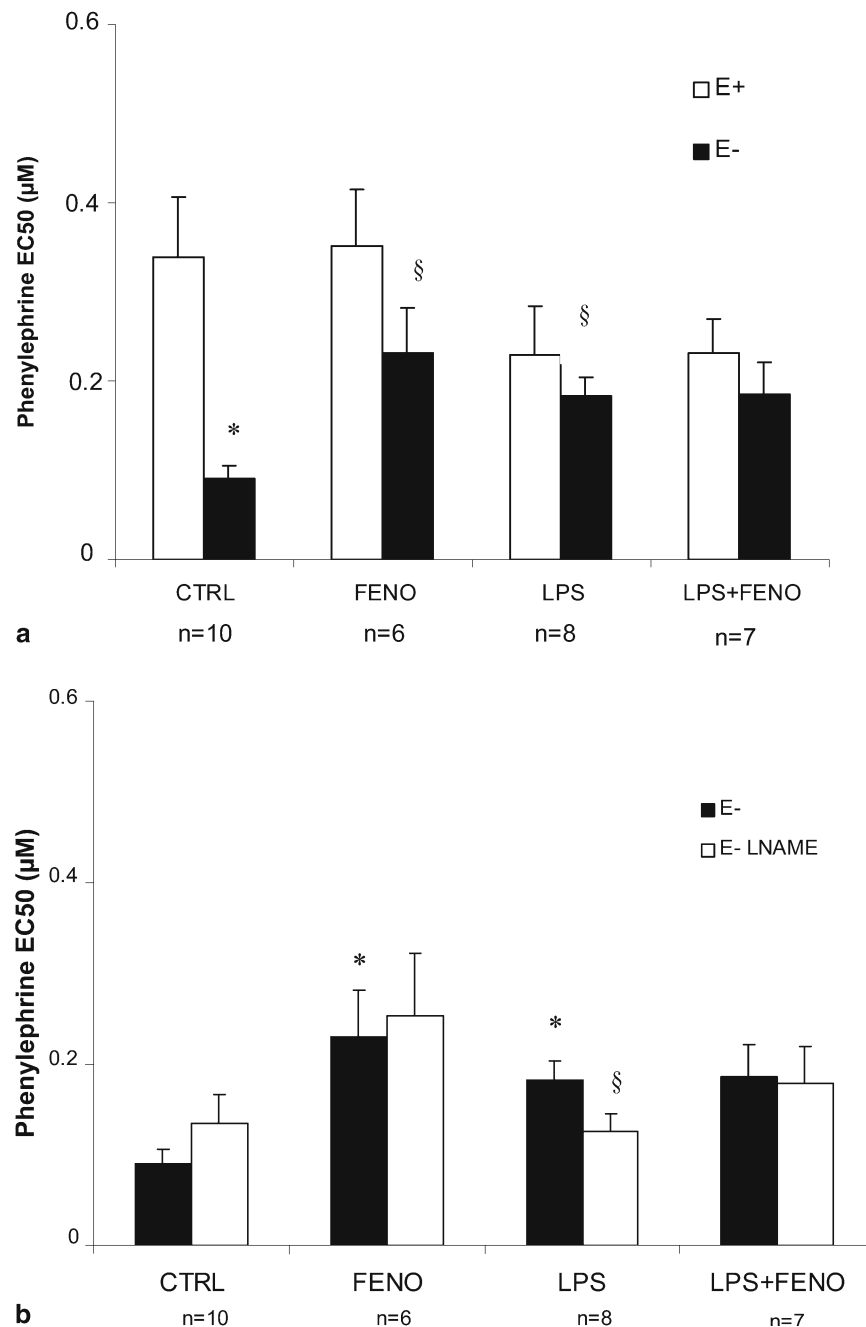 0.6
E+
E-
0.4
§
§
0.2
*
0
Phenylephrine EC50 (µM)
CTRL FENO LPS LPS+FENO
a n=10 n=6 n=8 n=7
0.6
E-
E- LNAME
0.4
*
*
0.2
§
0
Phenylephrine EC50 (µM)
CTRL FENO LPS LPS+FENO
b n=10 n=6 n=8 n=7